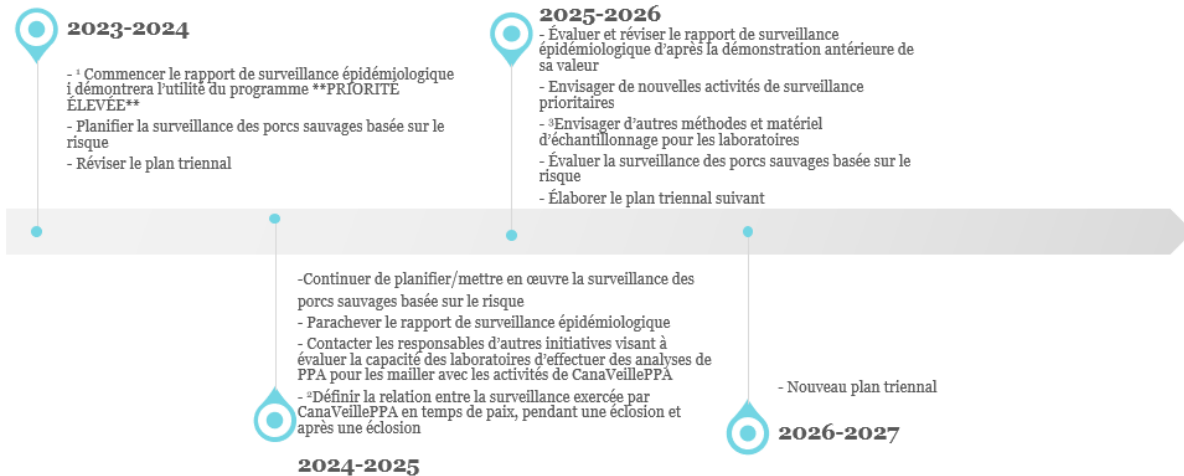 2023-2024
- ¹ Commencer le rapport de surveillance épidémiologique
i démontrera l’utilité du programme **PRIORITÉ
ÉLEVÉE**
- Planifier la surveillance des porcs sauvages basée sur le
risque
- Réviser le plan triennal
2025-2026
- Évaluer et réviser le rapport de surveillance
épidémiologique d’après la démonstration antérieure de
sa valeur
- Envisager de nouvelles activités de surveillance
prioritaires
- ³Envisager d’autres méthodes et matériel
d’échantillonnage pour les laboratoires
- Évaluer la surveillance des porcs sauvages basée sur le
risque
- Élaborer le plan triennal suivant
-Continuer de planifier/mettre en œuvre la surveillance des
porcs sauvages basée sur le risque
- Parachever le rapport de surveillance épidémiologique
- Contacter les responsables d’autres initiatives visant à
évaluer la capacité des laboratoires d’effectuer des analyses de
PPA pour les mailler avec les activités de CanaVeillePPA
- ²Définir la relation entre la surveillance exercée par
CanaVeillePPA en temps de paix, pendant une éclosion et
après une éclosion
2024-2025
- Nouveau plan triennal
2026-2027